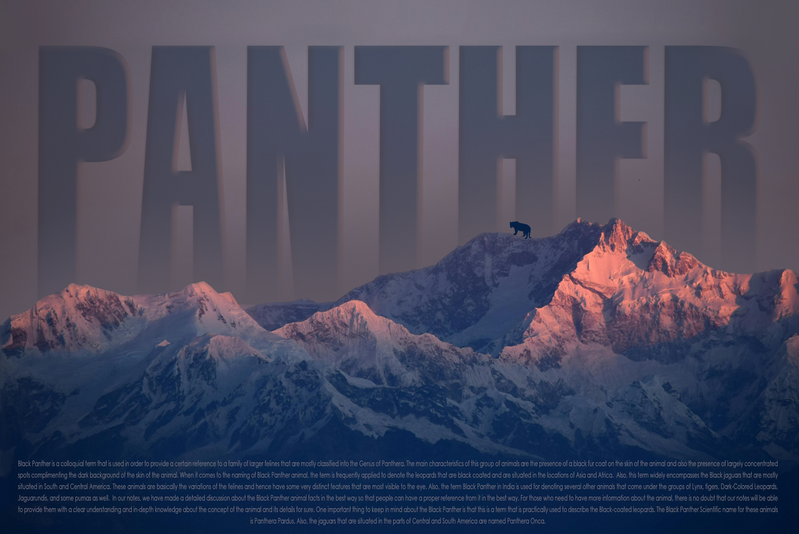 PANTHER
Black Panther is a colloquial term that is used in order to provide a certain reference to a family of larger felines that are mostly classified into the Genus of Panthera. The main characteristics of this group of animals are the presence of a black fur coat on the skin of the animal and also the presence of largely concentrated
spots complimenting the dark background of the skin of the animal. When it comes to the naming of Black Panther animal, the term is frequently applied to denote the leopards that are black coated and are situated in the locations of Asia and Africa. Also, this term widely encompasses the Black jaguars that are mostly
situated in South and Central America. These animals are basically the variations of the felines and hence have some very distinct features that are most visible to the eye. Also, the term Black Panther in India is used for denoting several other animals that come under the groups of Lynx, tigers, Dark-Colored Leopards,
Jaguarundis, and some pumas as well. In our notes, we have made a detailed discussion about the Black Panther animal facts in the best way so that people can have a proper reference from it in the best way. For those who need to have more information about the animal, there is no doubt that our notes will be able
to provide them with a clear understanding and in-depth knowledge about the concept of the animal and its details for sure. One important thing to keep in mind about the Black Panther is that this is a term that is practically used to describe the Black-coated leopards. The Black Panther Scientific name for these animals
is Panthera Pardus. Also, the jaguars that are situated in the parts of Central and South America are named Panthera Onca.